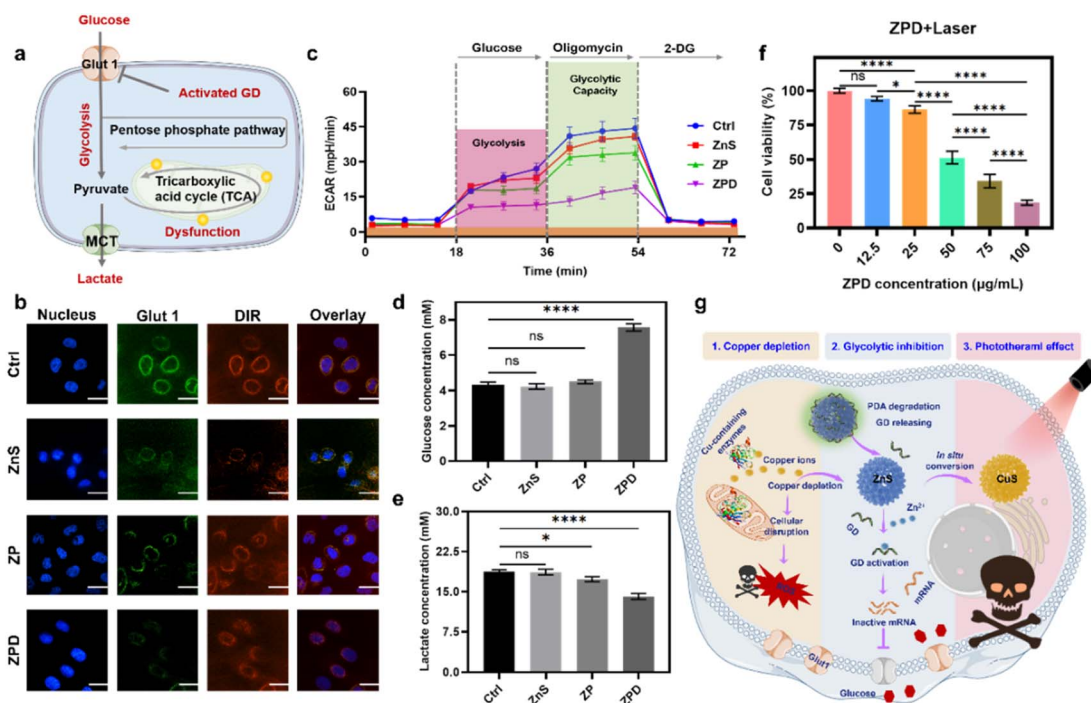 a
Glucose
Glut 1
Activated GD
Glycolysis
Pentose phosphate pathway
Pyruvate
Tricarboxylic
acid cycle (TCA)
Dysfunction
MCT
Lactate
b
Nucleus
Glut 1
DIR
Overlay
Ctrl
ZnS
ZP
ZPD
c
Glucose
Oligomycin
2-DG
Glycolytic
Capacity
Glycolysis
Ctrl
ZnS
ZP
ZPD
ECAR (mpH/min)
60
45
30
15
0
0
18
36
54
72
Time (min)
d
Glucose concentration (mM)
8
6
4
2
0
****
ns
ns
Ctrl
ZnS
ZP
ZPD
e
Lactate concentration (mM)
22.5
15.0
7.5
0.0
****
*
ns
Ctrl
ZnS
ZP
ZPD
f
ZPD+Laser
Cell viability (%)
100
75
50
25
0
****
****
ns
*
****
****
****
****
0
12.5
25
50
75
100
ZPD concentration (µg/mL)
g
1. Copper depletion
2. Glycolytic inhibition
3. Phototheraml effect
PDA degradation
GD releasing
Cu-containing
enzymes
Copper ions
Copper depletion
Cellular
disruption
ZnS
In situ
conversion
CuS
Zn²⁺
GD
GD activation
mRNA
Inactive mRNA
Glut1
Glucose